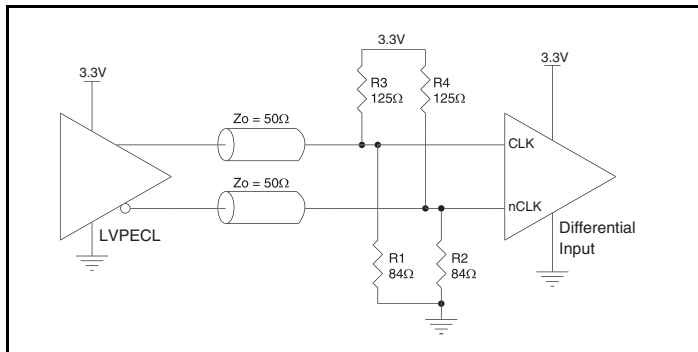 3.3V
3.3V
3.3V
R3
125Ω
R4
125Ω
Zo = 50Ω
CLK
Zo = 50Ω
nCLK
LVPECL
Differential
Input
R1
84Ω
R2
84Ω